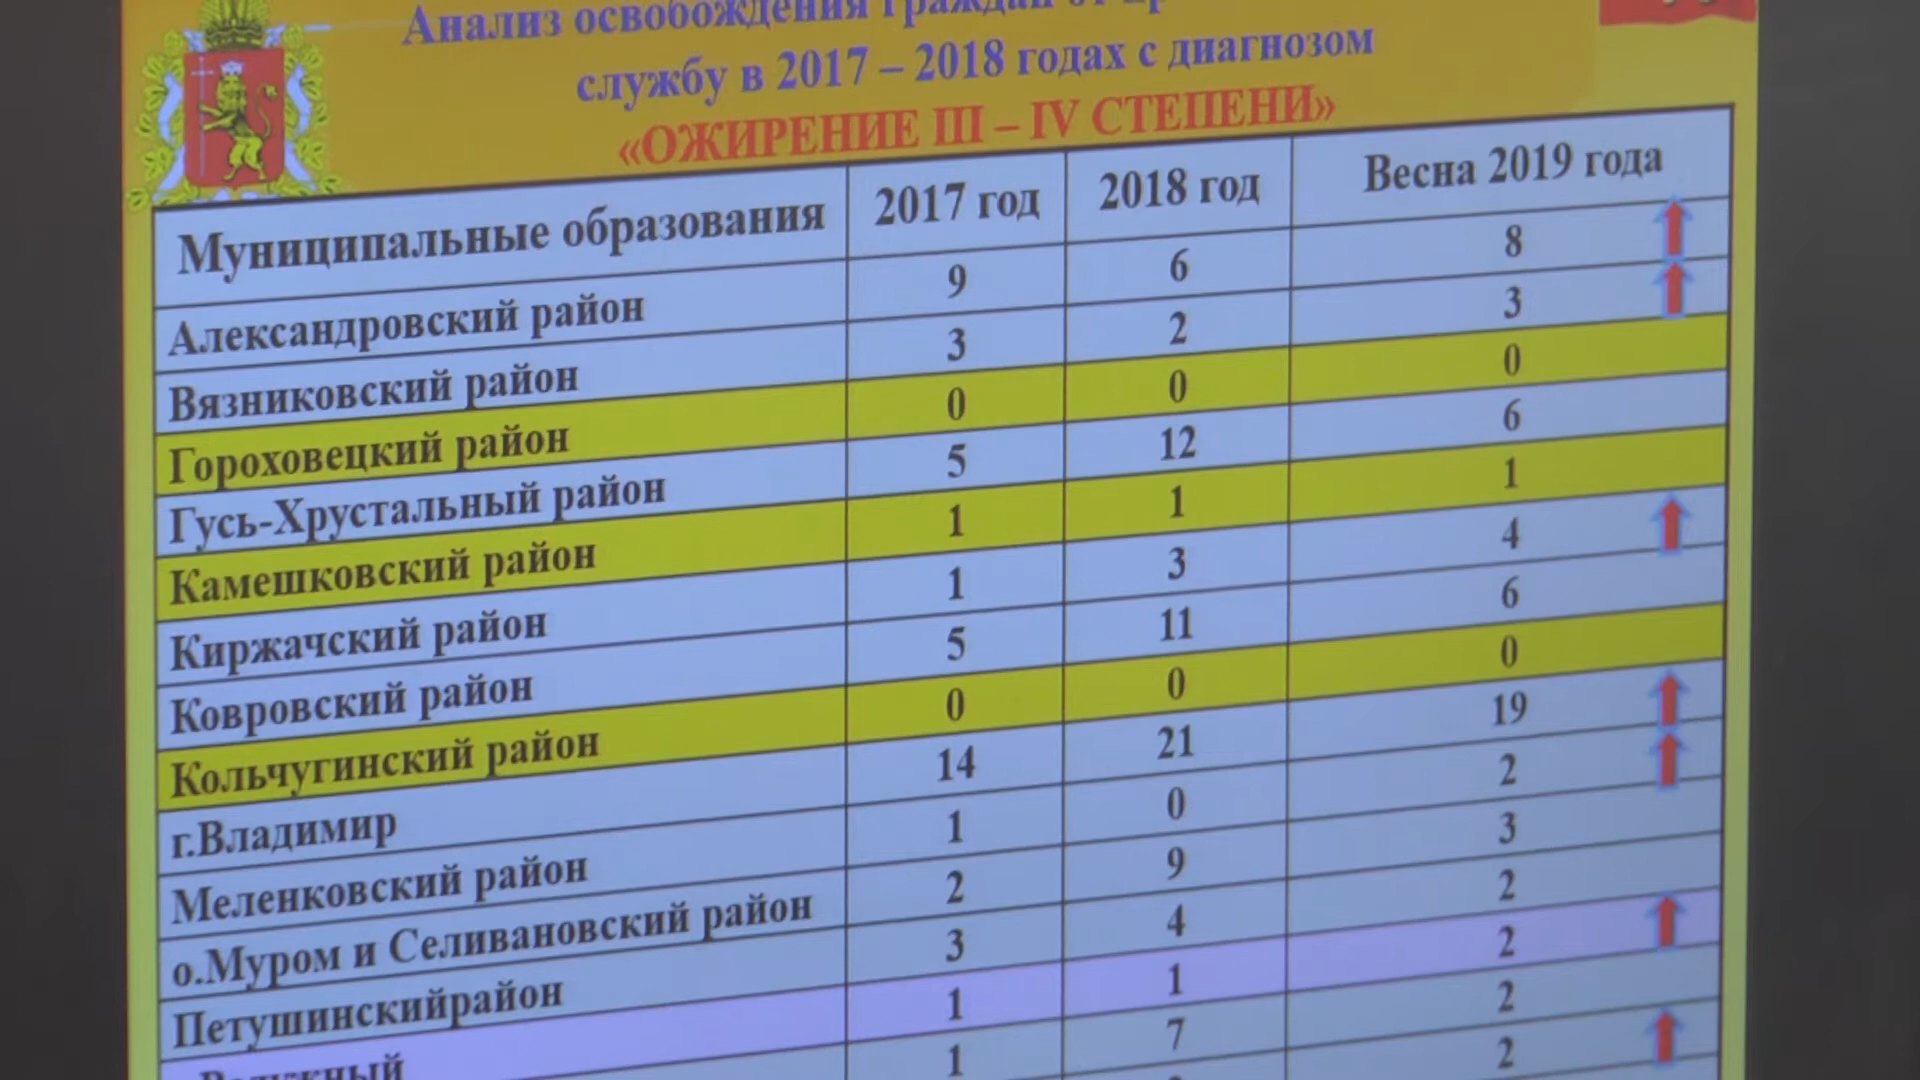 Анализ освобождения граждан от
службу в 2017 – 2018 годах с диагнозом
«ОЖИРЕНИЕ III – IV СТЕПЕНИ»
Муниципальные образования 2017 год 2018 год Весна 2019 года
Александровский район 9 6 8
Вязниковский район 3 2 3
Гороховецкий район 0 0 0
Гусь-Хрустальный район 5 12 6
Камешковский район 1 1 1
Киржачский район 1 3 4
Ковровский район 5 11 6
Кольчугинский район 0 0 0
г.Владимир 14 21 19
Меленковский район 1 0 2
о.Муром и Селивановский район 2 9 3
Петушинскийрайон 3 4 2
1 1 2
1 7 2
2